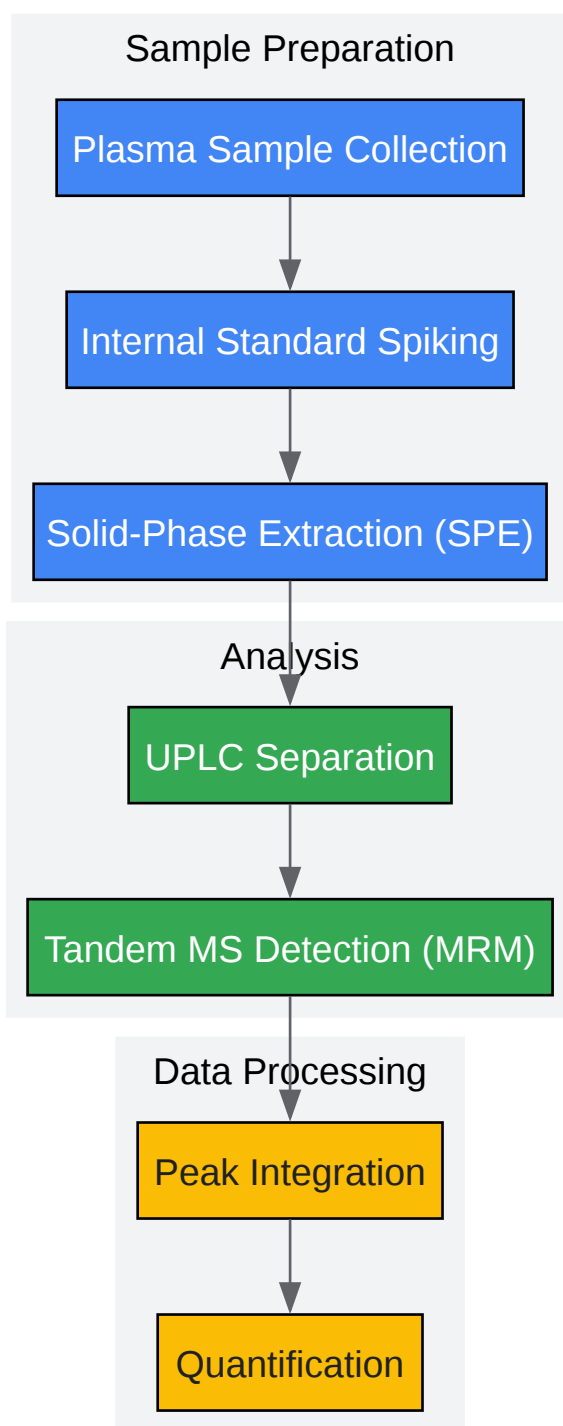 Sample Preparation
Plasma Sample Collection
Internal Standard Spiking
Solid-Phase Extraction (SPE)
Analysis
UPLC Separation
Tandem MS Detection (MRM)
Data Processing
Peak Integration
Quantification